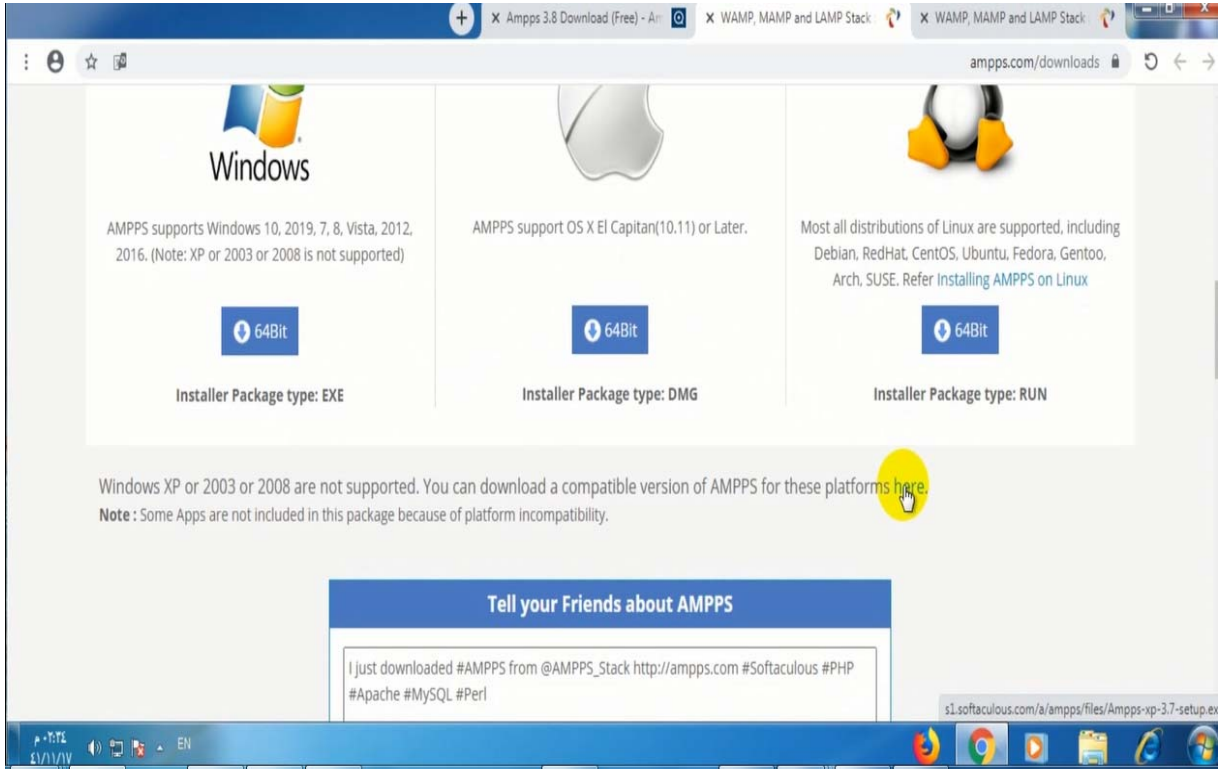 Ampps 3.8 Download (Free) - Am
WAMP, MAMP and LAMP Stack
WAMP, MAMP and LAMP Stack
ampps.com/downloads
Windows
AMPPS supports Windows 10, 2019, 7, 8, Vista, 2012,
2016. (Note: XP or 2003 or 2008 is not supported)
64Bit
Installer Package type: EXE
AMPPS support OS X El Capitan(10.11) or Later.
64Bit
Installer Package type: DMG
Most all distributions of Linux are supported, including
Debian, RedHat, CentOS, Ubuntu, Fedora, Gentoo,
Arch, SUSE. Refer Installing AMPPS on Linux
64Bit
Installer Package type: RUN
Windows XP or 2003 or 2008 are not supported. You can download a compatible version of AMPPS for these platforms here.
Note : Some Apps are not included in this package because of platform incompatibility.
Tell your Friends about AMPPS
I just downloaded #AMPPS from @AMPPS_Stack http://ampps.com #Softaculous #PHP
#Apache #MySQL #Perl
s1.softaculous.com/a/ampps/files/Ampps-xp-3.7-setup.ex
EN
٠٢:٢٤ م
٤١/١١/١٧